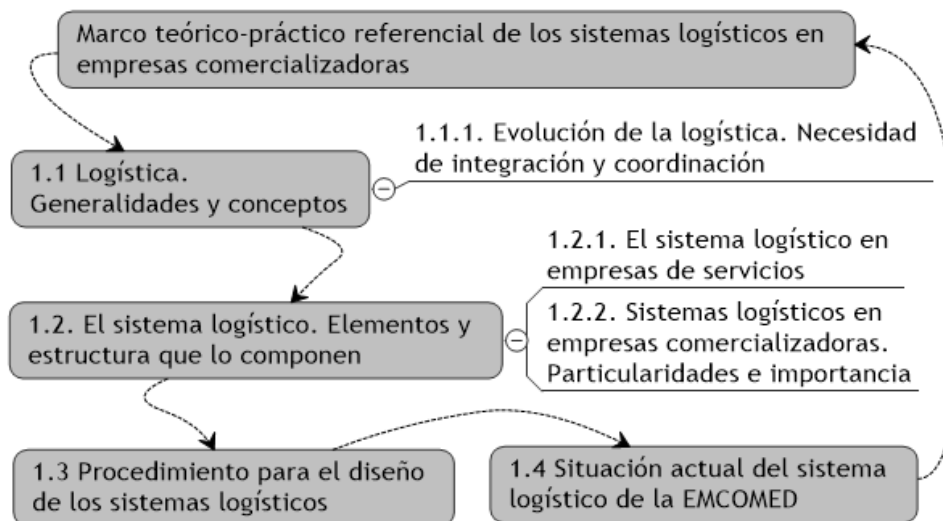 Marco teórico-práctico referencial de los sistemas logísticos en
empresas comercializadoras
1.1 Logística.
Generalidades y conceptos
1.1.1. Evolución de la logística. Necesidad
de integración y coordinación
1.2. El sistema logístico. Elementos y
estructura que lo componen
1.2.1. El sistema logístico en
empresas de servicios
1.2.2. Sistemas logísticos en
empresas comercializadoras.
Particularidades e importancia
1.3 Procedimiento para el diseño
de los sistemas logísticos
1.4 Situación actual del sistema
logístico de la EMCOMED